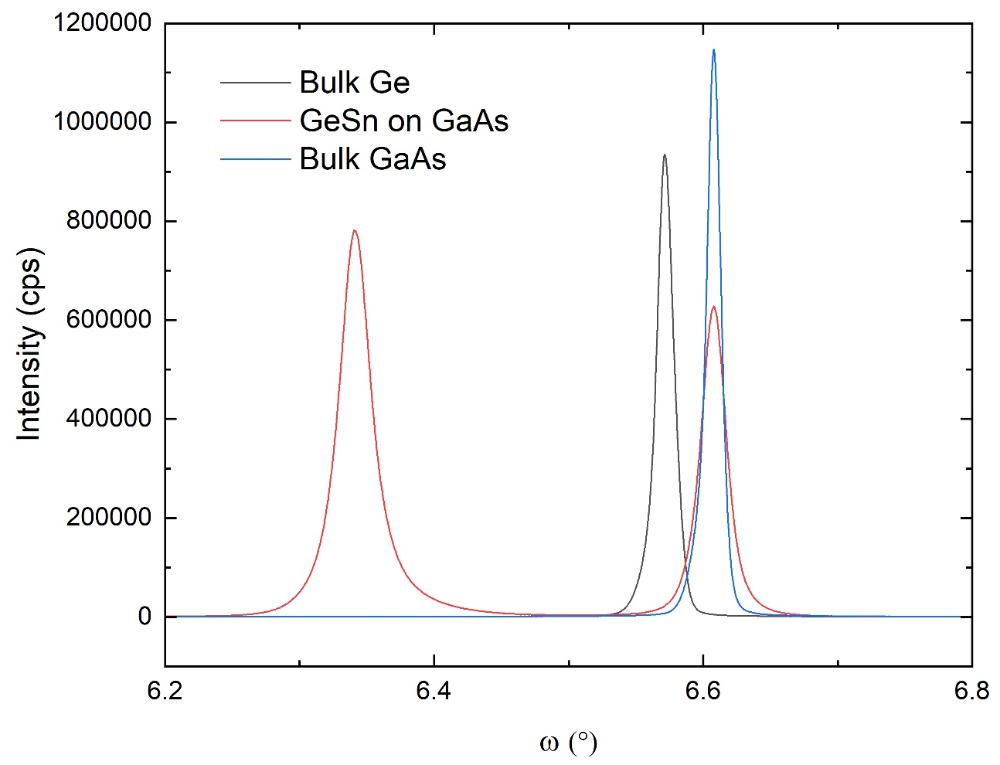 1200000
1000000
800000
600000
400000
200000
0
Intensity (cps)
Bulk Ge
GeSn on GaAs
Bulk GaAs
6.2 6.4 6.6 6.8
ω (°)